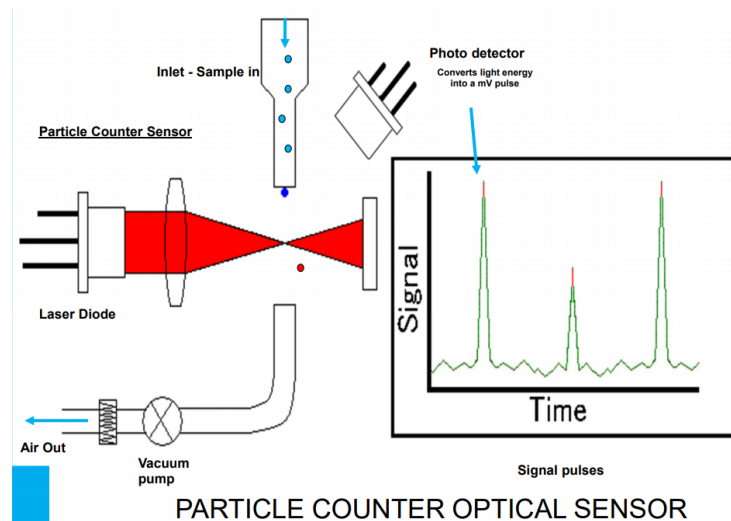 Photo detector
Converts light energy
into a mV pulse
Inlet - Sample in
Particle Counter Sensor
Signal
Laser Diode
Time
Air Out
Vacuum
pump
Signal pulses
PARTICLE COUNTER OPTICAL SENSOR